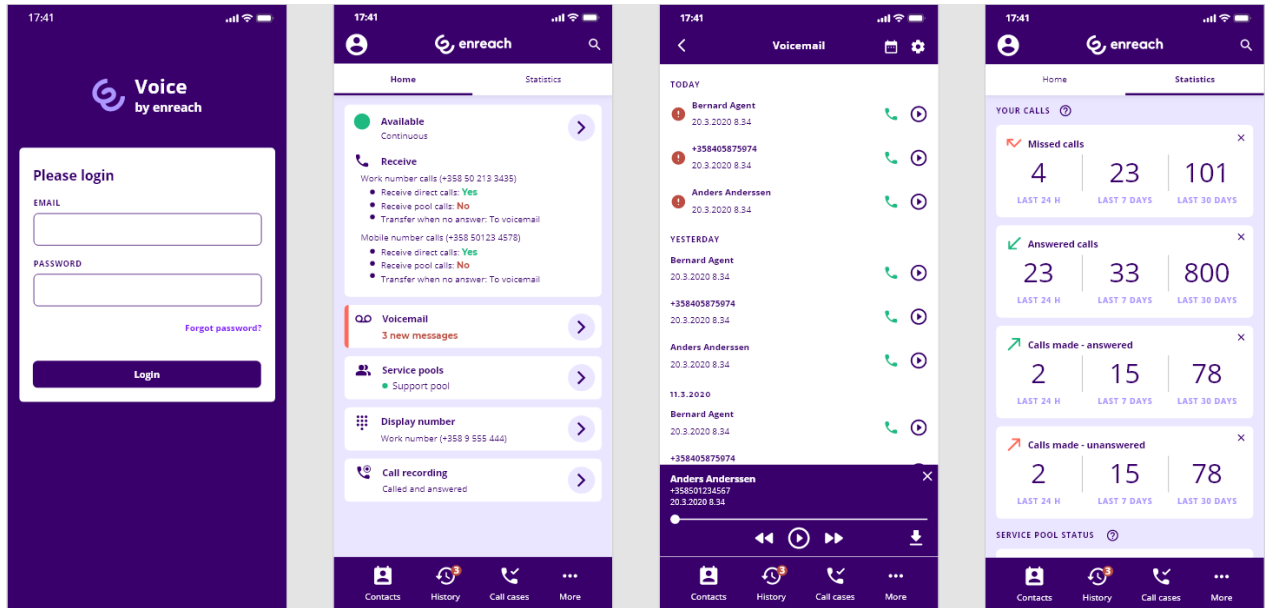 17:41
Voice
by enreach
Please login
EMAIL
PASSWORD
Forgot password?
Login
17:41
enreach
Home
Statistics
Available
Continuous
Receive
Work number calls (+358 50 213 3435)
Receive direct calls: Yes
Receive pool calls: No
Transfer when no answer: To voicemail
Mobile number calls (+358 50123 4578)
Receive direct calls: Yes
Receive pool calls: No
Transfer when no answer: To voicemail
Voicemail
3 new messages
Service pools
Support pool
Display number
Work number (+358 9 555 444)
Call recording
Called and answered
Contacts
3
History
Call cases
More
17:41
Voicemail
TODAY
Bernard Agent
20.3.2020 8.34
+358405875974
20.3.2020 8.34
Anders Anderssen
20.3.2020 8.34
YESTERDAY
Bernard Agent
20.3.2020 8.34
+358405875974
20.3.2020 8.34
Anders Anderssen
20.3.2020 8.34
11.3.2020
Bernard Agent
20.3.2020 8.34
+358405875974
Anders Anderssen
+358501234567
20.3.2020 8.34
Contacts
3
History
Call cases
More
17:41
enreach
Home
Statistics
YOUR CALLS ?
Missed calls
4 23 101
LAST 24 H LAST 7 DAYS LAST 30 DAYS
Answered calls
23 33 800
LAST 24 H LAST 7 DAYS LAST 30 DAYS
Calls made - answered
2 15 78
LAST 24 H LAST 7 DAYS LAST 30 DAYS
Calls made - unanswered
2 15 78
LAST 24 H LAST 7 DAYS LAST 30 DAYS
SERVICE POOL STATUS ?
Contacts
3
History
Call cases
More